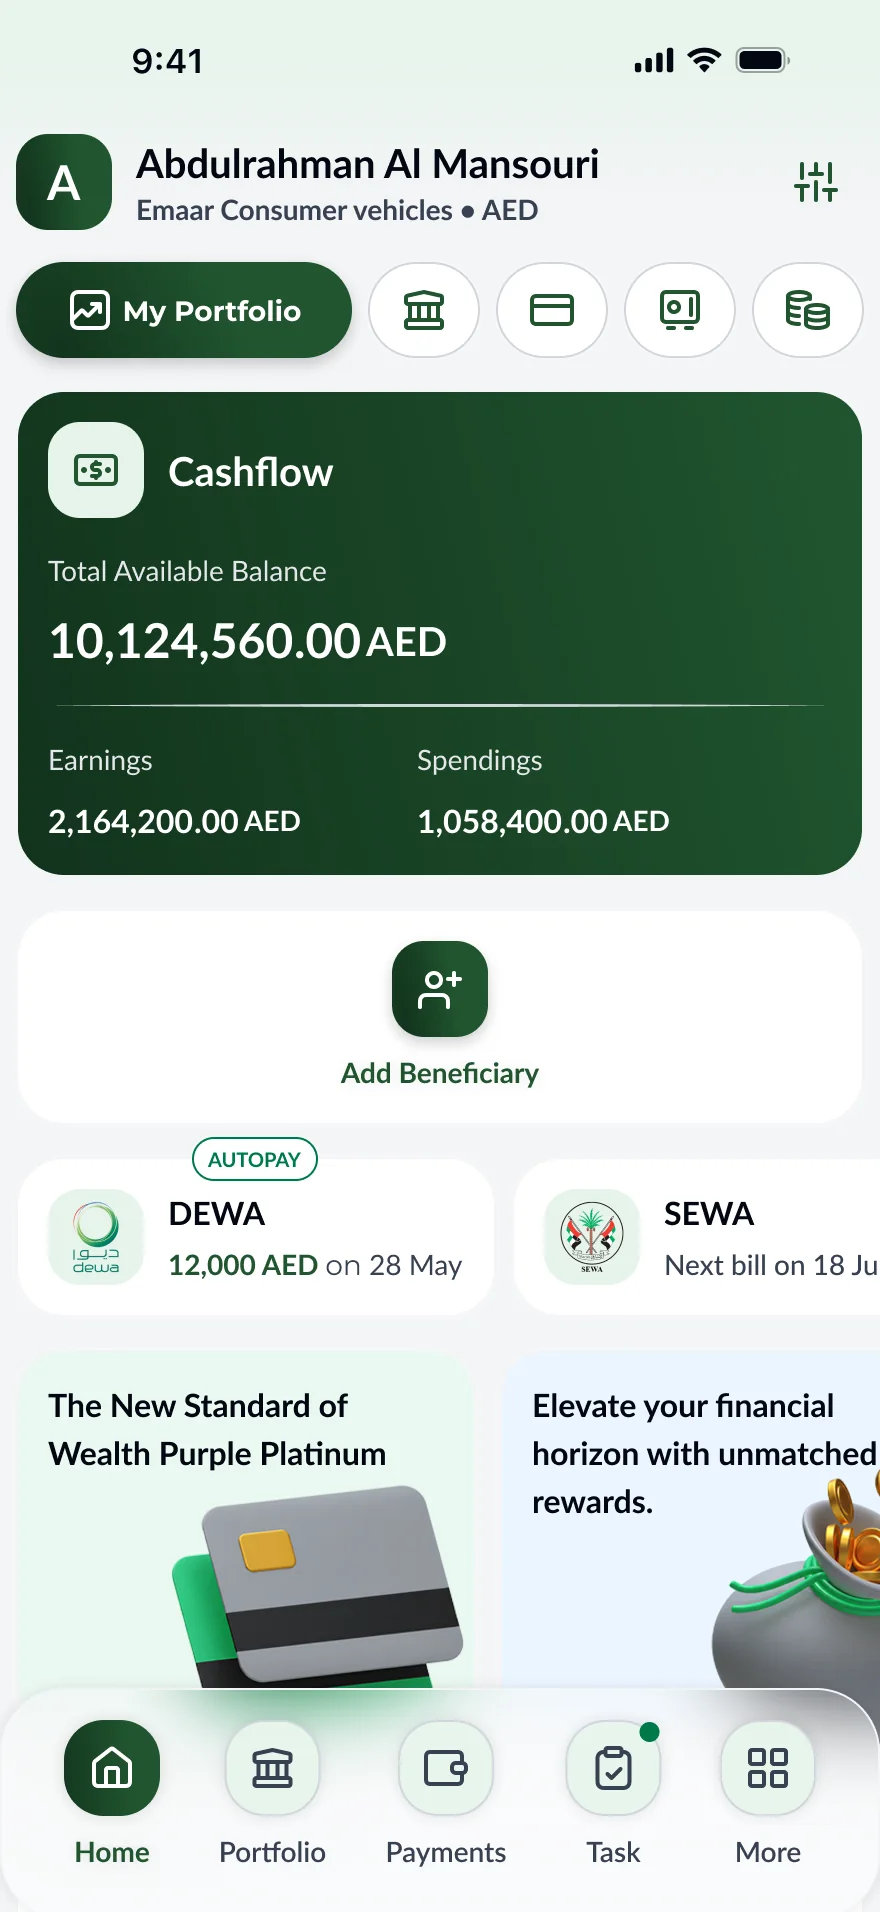 9:41
A
Abdulrahman Al Mansouri
Emaar Consumer vehicles • AED
My Portfolio
Cashflow
Total Available Balance
10,124,560.00 AED
Earnings
Spendings
2,164,200.00 AED
1,058,400.00 AED
Add Beneficiary
AUTOPAY
ديوا
dewa
DEWA
12,000 AED on 28 May
SEWA
SEWA
Next bill on 18 Ju
The New Standard of
Wealth Purple Platinum
Elevate your financial
horizon with unmatched
rewards.
Home
Portfolio
Payments
Task
More